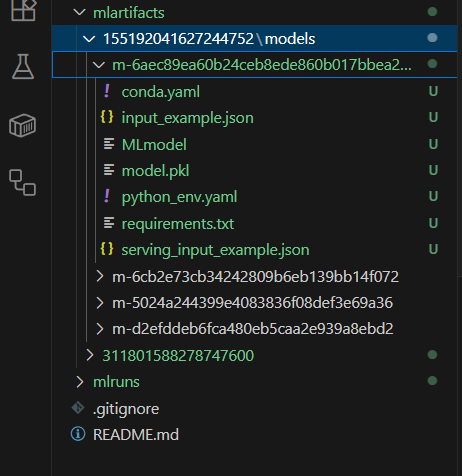 mlartifacts
155192041627244752\models
m-6aec89ea60b24ceb8ede860b017bbea2...
! conda.yaml U
{} input_example.json U
MLmodel U
model.pkl U
! python_env.yaml U
requirements.txt U
{} serving_input_example.json U
m-6cb2e73cb34242809b6eb139bb14f072
m-5024a244399e4083836f08def3e69a36
m-d2efddeb6fca480eb5caa2e939a8ebd2
311801588278747600
mlruns
.gitignore
README.md